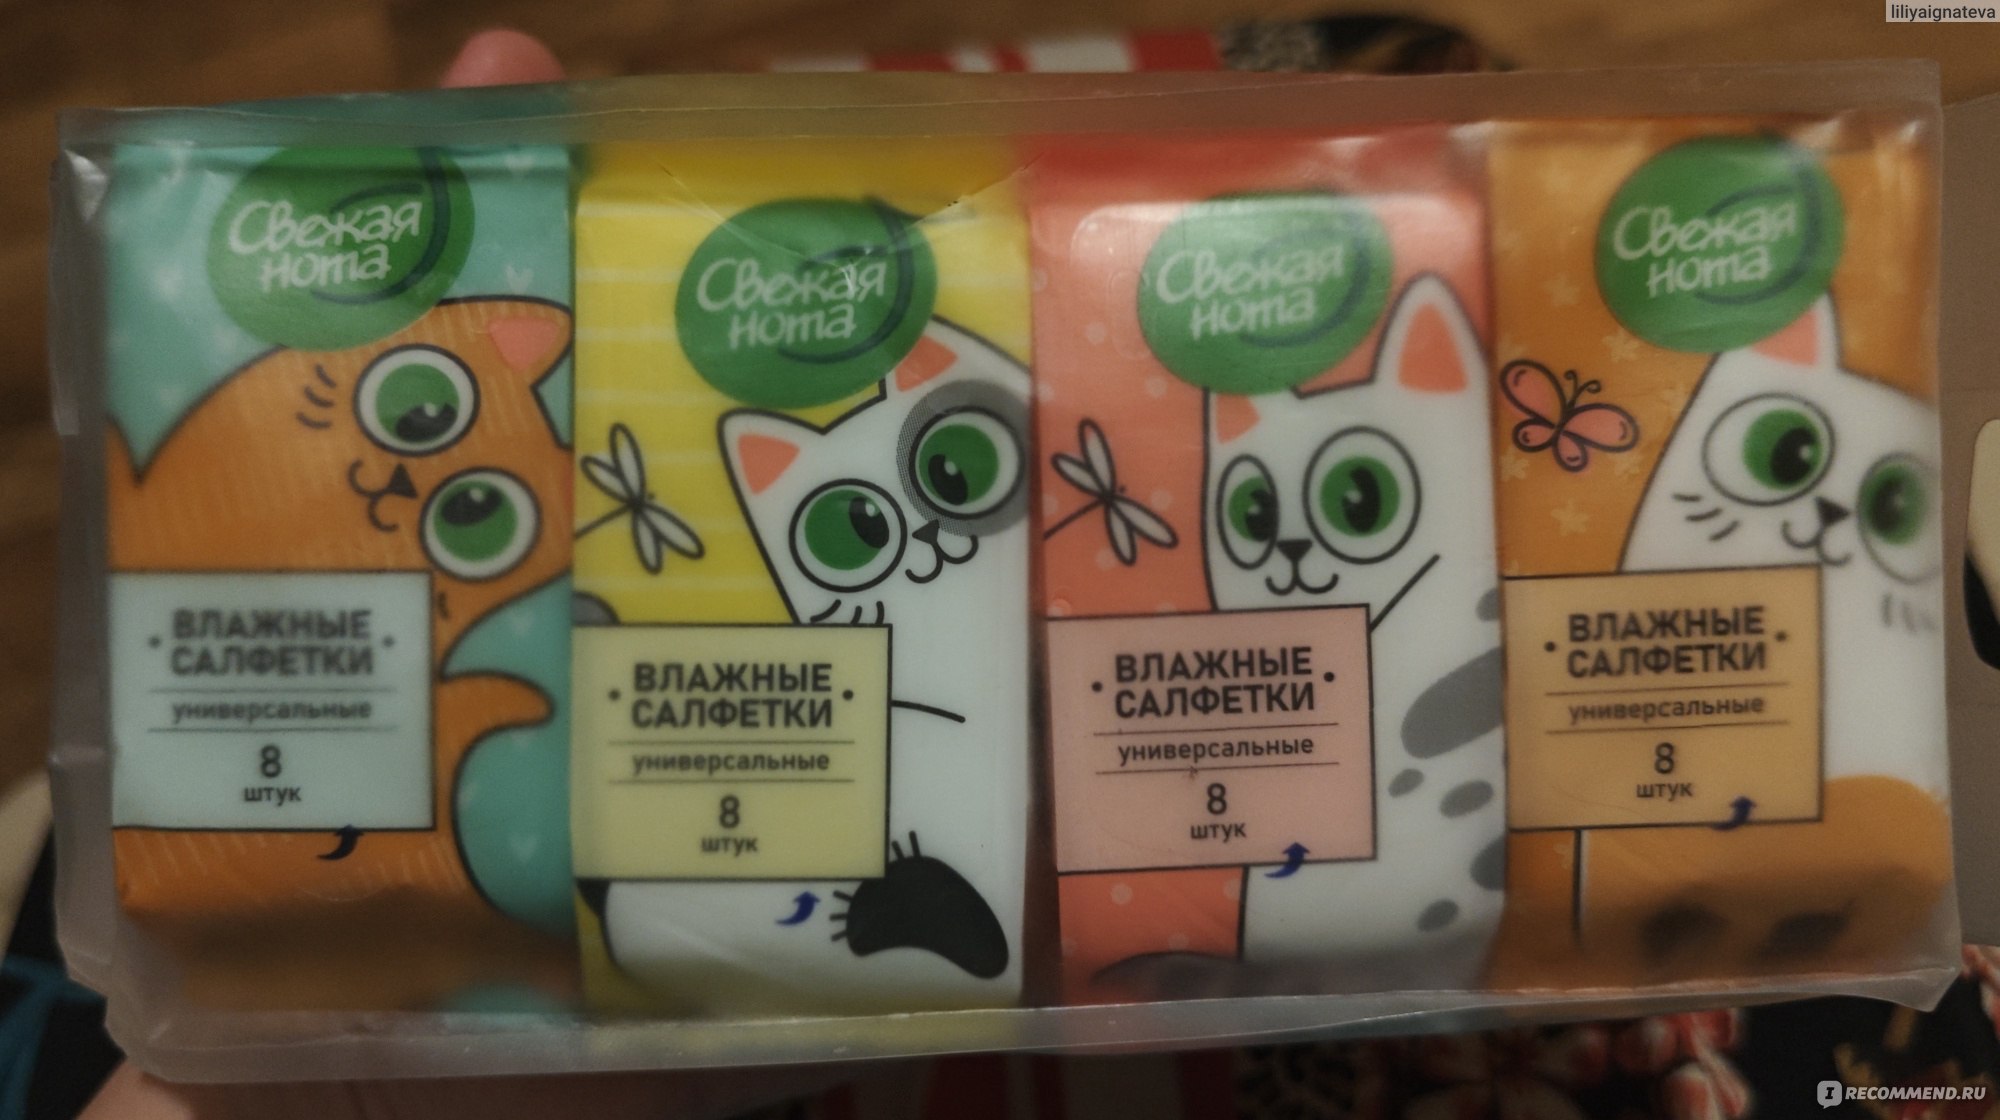 liliyaignateva
Свежая
нота
ВЛАЖНЫЕ
САЛФЕТКИ
универсальные
8
штук
Свежая
нота
ВЛАЖНЫЕ
САЛФЕТКИ
универсальные
8
штук
Свежая
нота
ВЛАЖНЫЕ
САЛФЕТКИ
универсальные
8
штук
Свежая
нота
ВЛАЖНЫЕ
САЛФЕТКИ
универсальные
8
штук
I RECOMMEND.RU